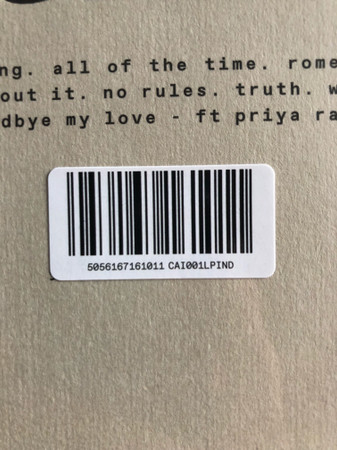 ng. all of the time. rome
out it. no rules. truth. w
dbye my love - ft priya ra
5056167161011 CAI001LPIND